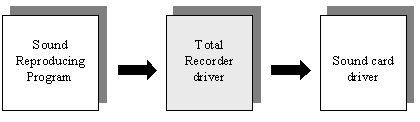 Sound
Reproducing
Program
Total
Recorder
driver
Sound card
driver